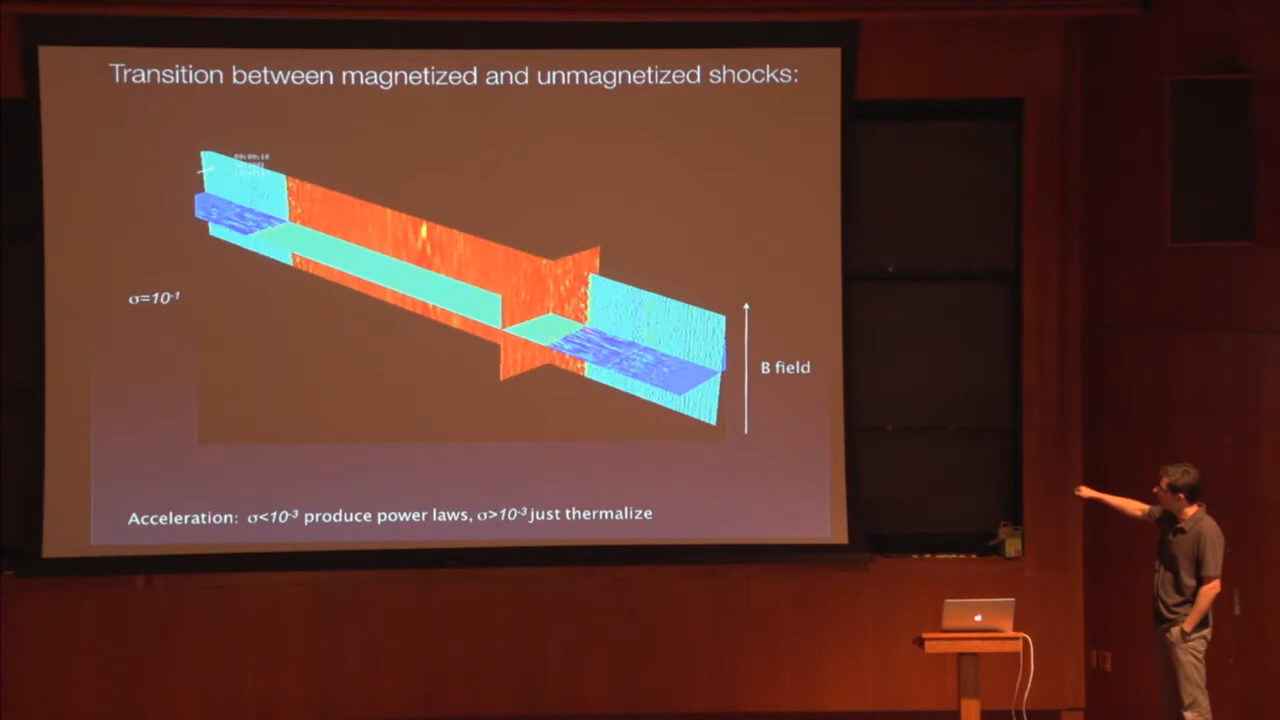 Transition between magnetized and unmagnetized shocks:
σ=10⁻¹
B field
Acceleration: σ<10⁻³ produce power laws, σ>10⁻³ just thermalize